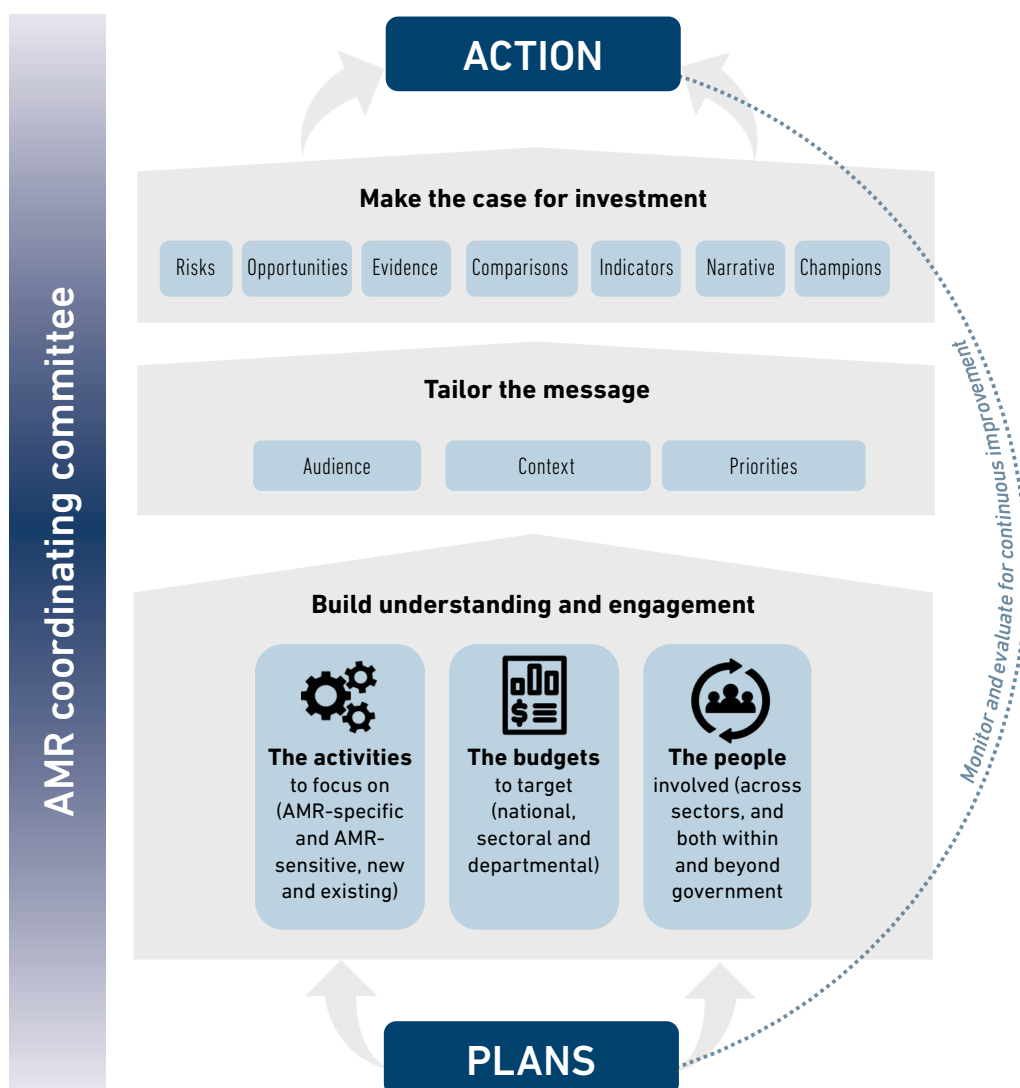 ACTION
Make the case for investment
Risks
Opportunities
Evidence
Comparisons
Indicators
Narrative
Champions
Tailor the message
Audience
Context
Priorities
Build understanding and engagement
The activities
to focus on
(AMR-specific
and AMR-
sensitive, new
and existing)
$
The budgets
to target
(national,
sectoral and
departmental)
The people
involved (across
sectors, and
both within
and beyond
government
PLANS
AMR coordinating committee
Monitor and evaluate for continuous improvement